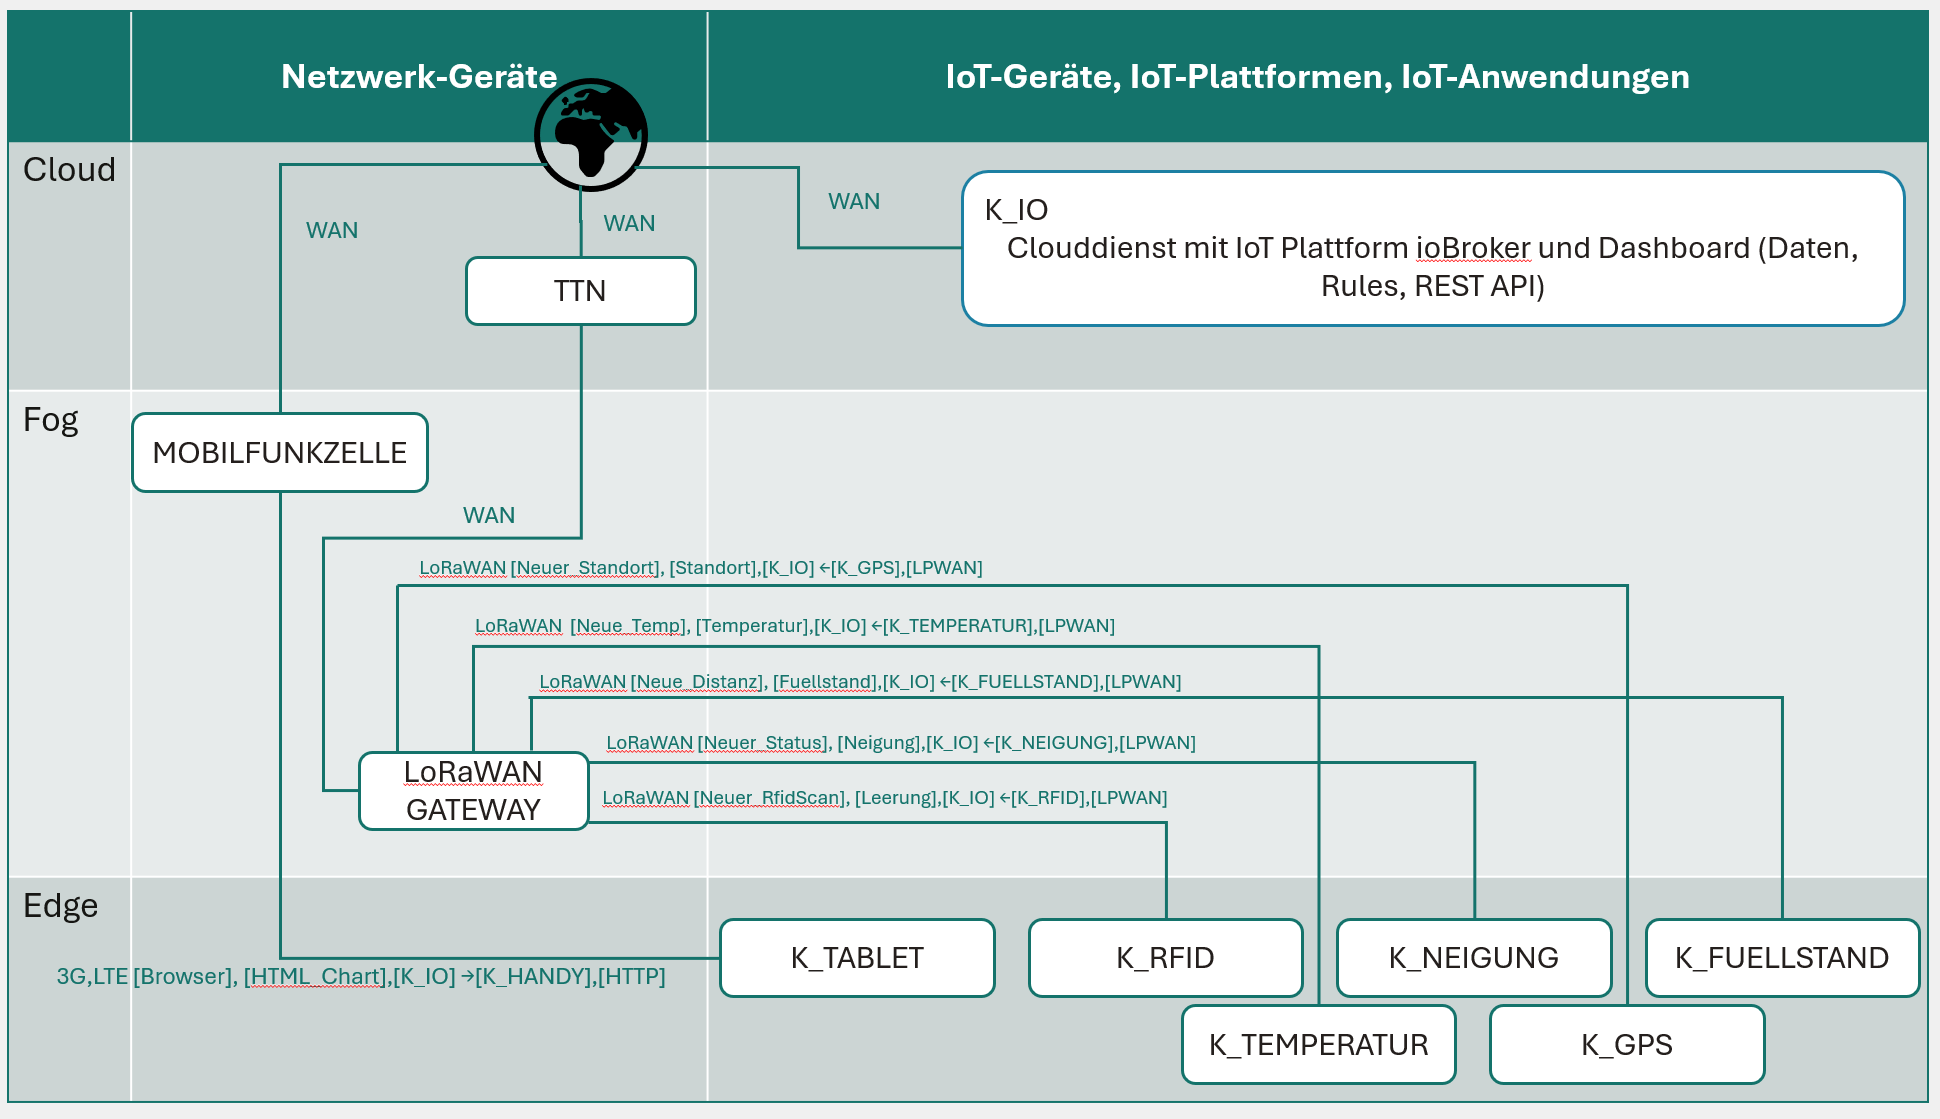 Netzwerk-Geräte
IoT-Geräte, IoT-Plattformen, IoT-Anwendungen
Cloud
WAN
WAN
WAN
K_IO
Clouddienst mit IoT Plattform ioBroker und Dashboard (Daten,
Rules, REST API)
TTN
Fog
MOBILFUNKZELLE
WAN
LoRaWAN [Neuer_Standort], [Standort],[K_IO] ←[K_GPS],[LPWAN]
LoRaWAN  [Neue_Temp], [Temperatur],[K_IO] ←[K_TEMPERATUR],[LPWAN]
LoRaWAN [Neue_Distanz], [Fuellstand],[K_IO] ←[K_FUELLSTAND],[LPWAN]
LoRaWAN [Neuer_Status], [Neigung],[K_IO] ←[K_NEIGUNG],[LPWAN]
LoRaWAN
GATEWAY
LoRaWAN [Neuer_RfidScan], [Leerung],[K_IO] ←[K_RFID],[LPWAN]
Edge
K_TABLET
K_RFID
K_NEIGUNG
K_FUELLSTAND
3G,LTE [Browser], [HTML_Chart],[K_IO] →[K_HANDY],[HTTP]
K_TEMPERATUR
K_GPS